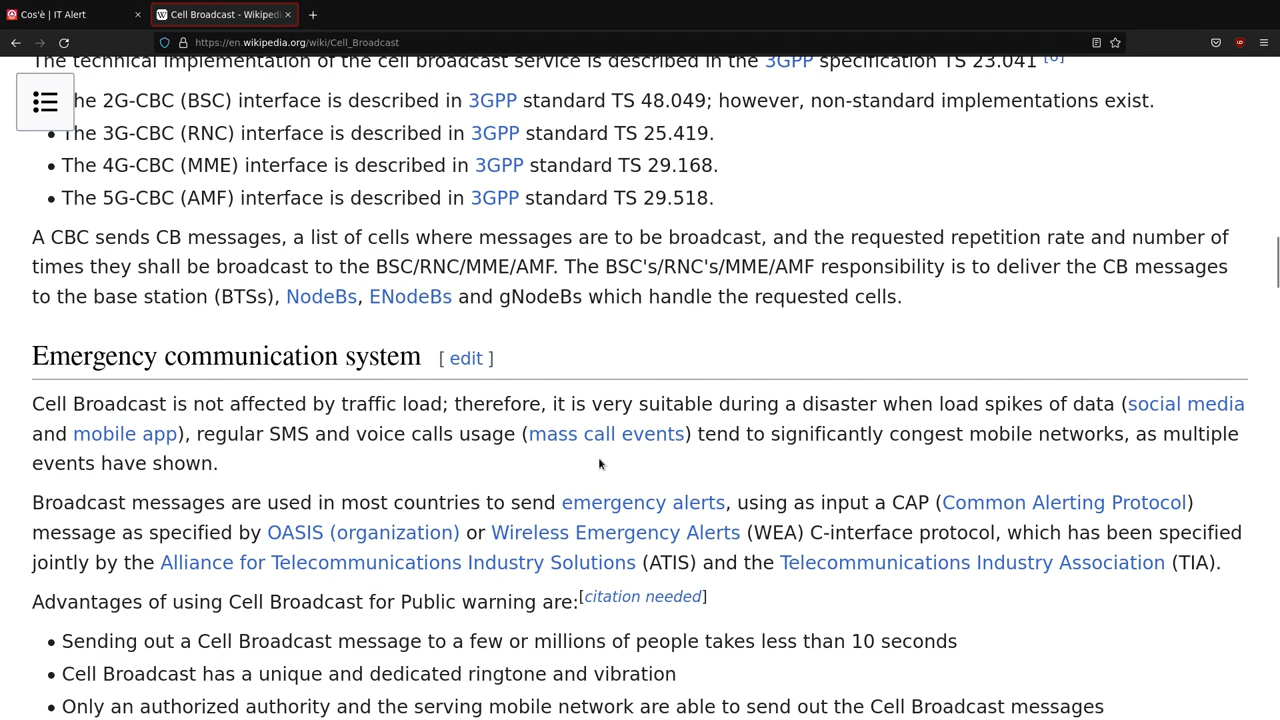 Cos'è | IT Alert
Cell Broadcast - Wikiped
https://en.wikipedia.org/wiki/Cell_Broadcast
The technical implementation of the cell broadcast service is described in the 3GPP specification TS 23.041 [6]
he 2G-CBC (BSC) interface is described in 3GPP standard TS 48.049; however, non-standard implementations exist.
• The 3G-CBC (RNC) interface is described in 3GPP standard TS 25.419.
• The 4G-CBC (MME) interface is described in 3GPP standard TS 29.168.
• The 5G-CBC (AMF) interface is described in 3GPP standard TS 29.518.
A CBC sends CB messages, a list of cells where messages are to be broadcast, and the requested repetition rate and number of
times they shall be broadcast to the BSC/RNC/MME/AMF. The BSC's/RNC's/MME/AMF responsibility is to deliver the CB messages
to the base station (BTSs), NodeBs, ENodeBs and gNodeBs which handle the requested cells.
Emergency communication system [ edit ]
Cell Broadcast is not affected by traffic load; therefore, it is very suitable during a disaster when load spikes of data (social media
and mobile app), regular SMS and voice calls usage (mass call events) tend to significantly congest mobile networks, as multiple
events have shown.
Broadcast messages are used in most countries to send emergency alerts, using as input a CAP (Common Alerting Protocol)
message as specified by OASIS (organization) or Wireless Emergency Alerts (WEA) C-interface protocol, which has been specified
jointly by the Alliance for Telecommunications Industry Solutions (ATIS) and the Telecommunications Industry Association (TIA).
Advantages of using Cell Broadcast for Public warning are:[citation needed]
• Sending out a Cell Broadcast message to a few or millions of people takes less than 10 seconds
• Cell Broadcast has a unique and dedicated ringtone and vibration
• Only an authorized authority and the serving mobile network are able to send out the Cell Broadcast messages